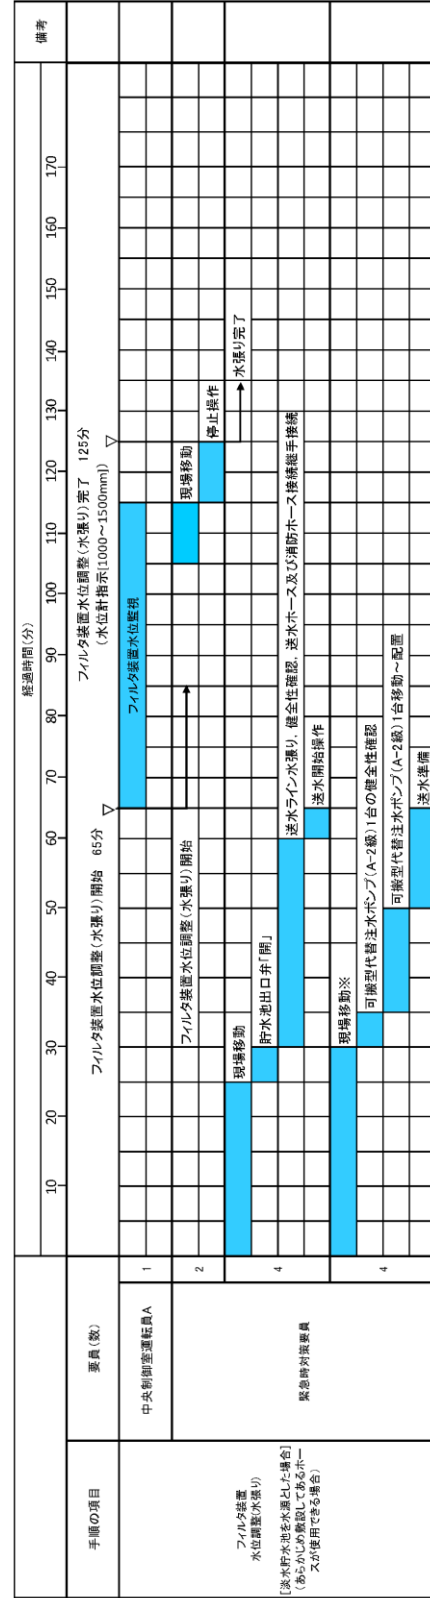 経過時間(分)
備考
手順の項目
要員(数)
10
20
30
40
50
60
70
80
90
100
110
120
130
140
150
160
170
フィルタ装置水位調整(水張り)開始 65分
フィルタ装置水位調整(水張り)完了 125分
(水位計指示[1000~1500mm])
フィルタ装置
水位調整(水張り)
[淡水貯水池を水源とした場合]
(あらかじめ敷設してあるホー
スが使用できる場合)
中央制御室運転員A
1
フィルタ装置水位監視
緊急時対策要員
2
フィルタ装置水位調整(水張り)開始
現場移動
停止操作
水張り完了
4
現場移動
貯水池出口弁「開」
送水ライン水張り, 健全性確認, 送水ホース及び消防ホース接続継手接続
送水開始操作
4
現場移動※
可搬型代替注水ポンプ(A-2級)1台の健全性確認
可搬型代替注水ポンプ(A-2級)1台移動~配置
送水準備